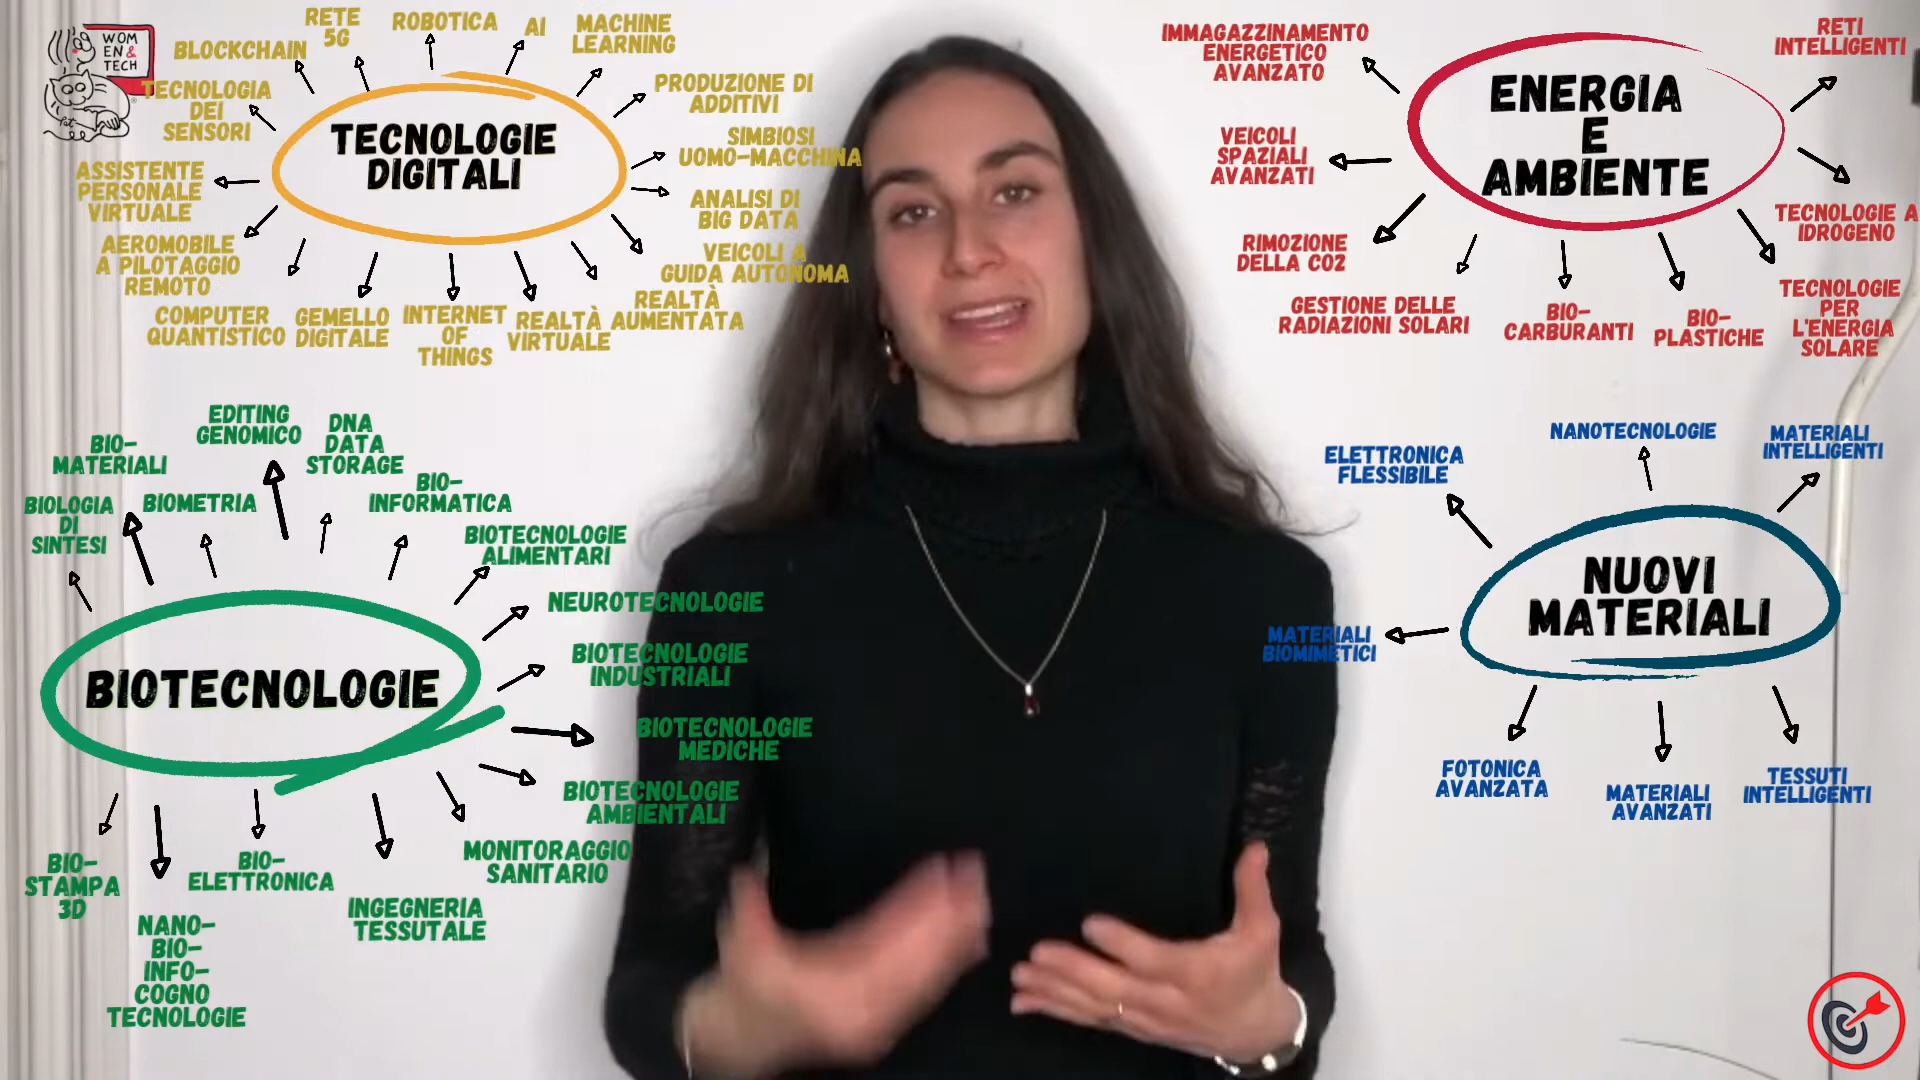 WOM
EN&
TECH
TECNOLOGIE
DIGITALI
BLOCKCHAIN
RETE
5G
ROBOTICA
AI
MACHINE
LEARNING
PRODUZIONE DI
ADDITIVI
SIMBIOSI
UOMO-MACCHINA
ANALISI DI
BIG DATA
VEICOLI A
GUIDA AUTONOMA
REALTÀ
AUMENTATA
REALTÀ
VIRTUALE
INTERNET
OF
THINGS
GEMELLO
DIGITALE
COMPUTER
QUANTISTICO
AEROMOBILE
A PILOTAGGIO
REMOTO
ASSISTENTE
PERSONALE
VIRTUALE
TECNOLOGIA
DEI
SENSORI
ENERGIA
E
AMBIENTE
IMMAGAZZINAMENTO
ENERGETICO
AVANZATO
RETI
INTELLIGENTI
VEICOLI
SPAZIALI
AVANZATI
TECNOLOGIE A
IDROGENO
RIMOZIONE
DELLA CO2
GESTIONE DELLE
RADIAZIONI SOLARI
BIO-
CARBURANTI
BIO-
PLASTICHE
TECNOLOGIE
PER
L'ENERGIA
SOLARE
BIOTECNOLOGIE
BIOLOGIA
DI
SINTESI
BIO-
MATERIALI
BIOMETRIA
EDITING
GENOMICO
DNA
DATA
STORAGE
BIO-
INFORMATICA
BIOTECNOLOGIE
ALIMENTARI
NEUROTECNOLOGIE
BIOTECNOLOGIE
INDUSTRIALI
BIOTECNOLOGIE
MEDICHE
BIOTECNOLOGIE
AMBIENTALI
MONITORAGGIO
SANITARIO
INGEGNERIA
TESSUTALE
BIO-
ELETTRONICA
NANO-
BIO-
INFO-
COGNO
TECNOLOGIE
BIO-
STAMPA
3D
NUOVI
MATERIALI
ELETTRONICA
FLESSIBILE
NANOTECNOLOGIE
MATERIALI
INTELLIGENTI
MATERIALI
BIOMIMETICI
FOTONICA
AVANZATA
MATERIALI
AVANZATI
TESSUTI
INTELLIGENTI